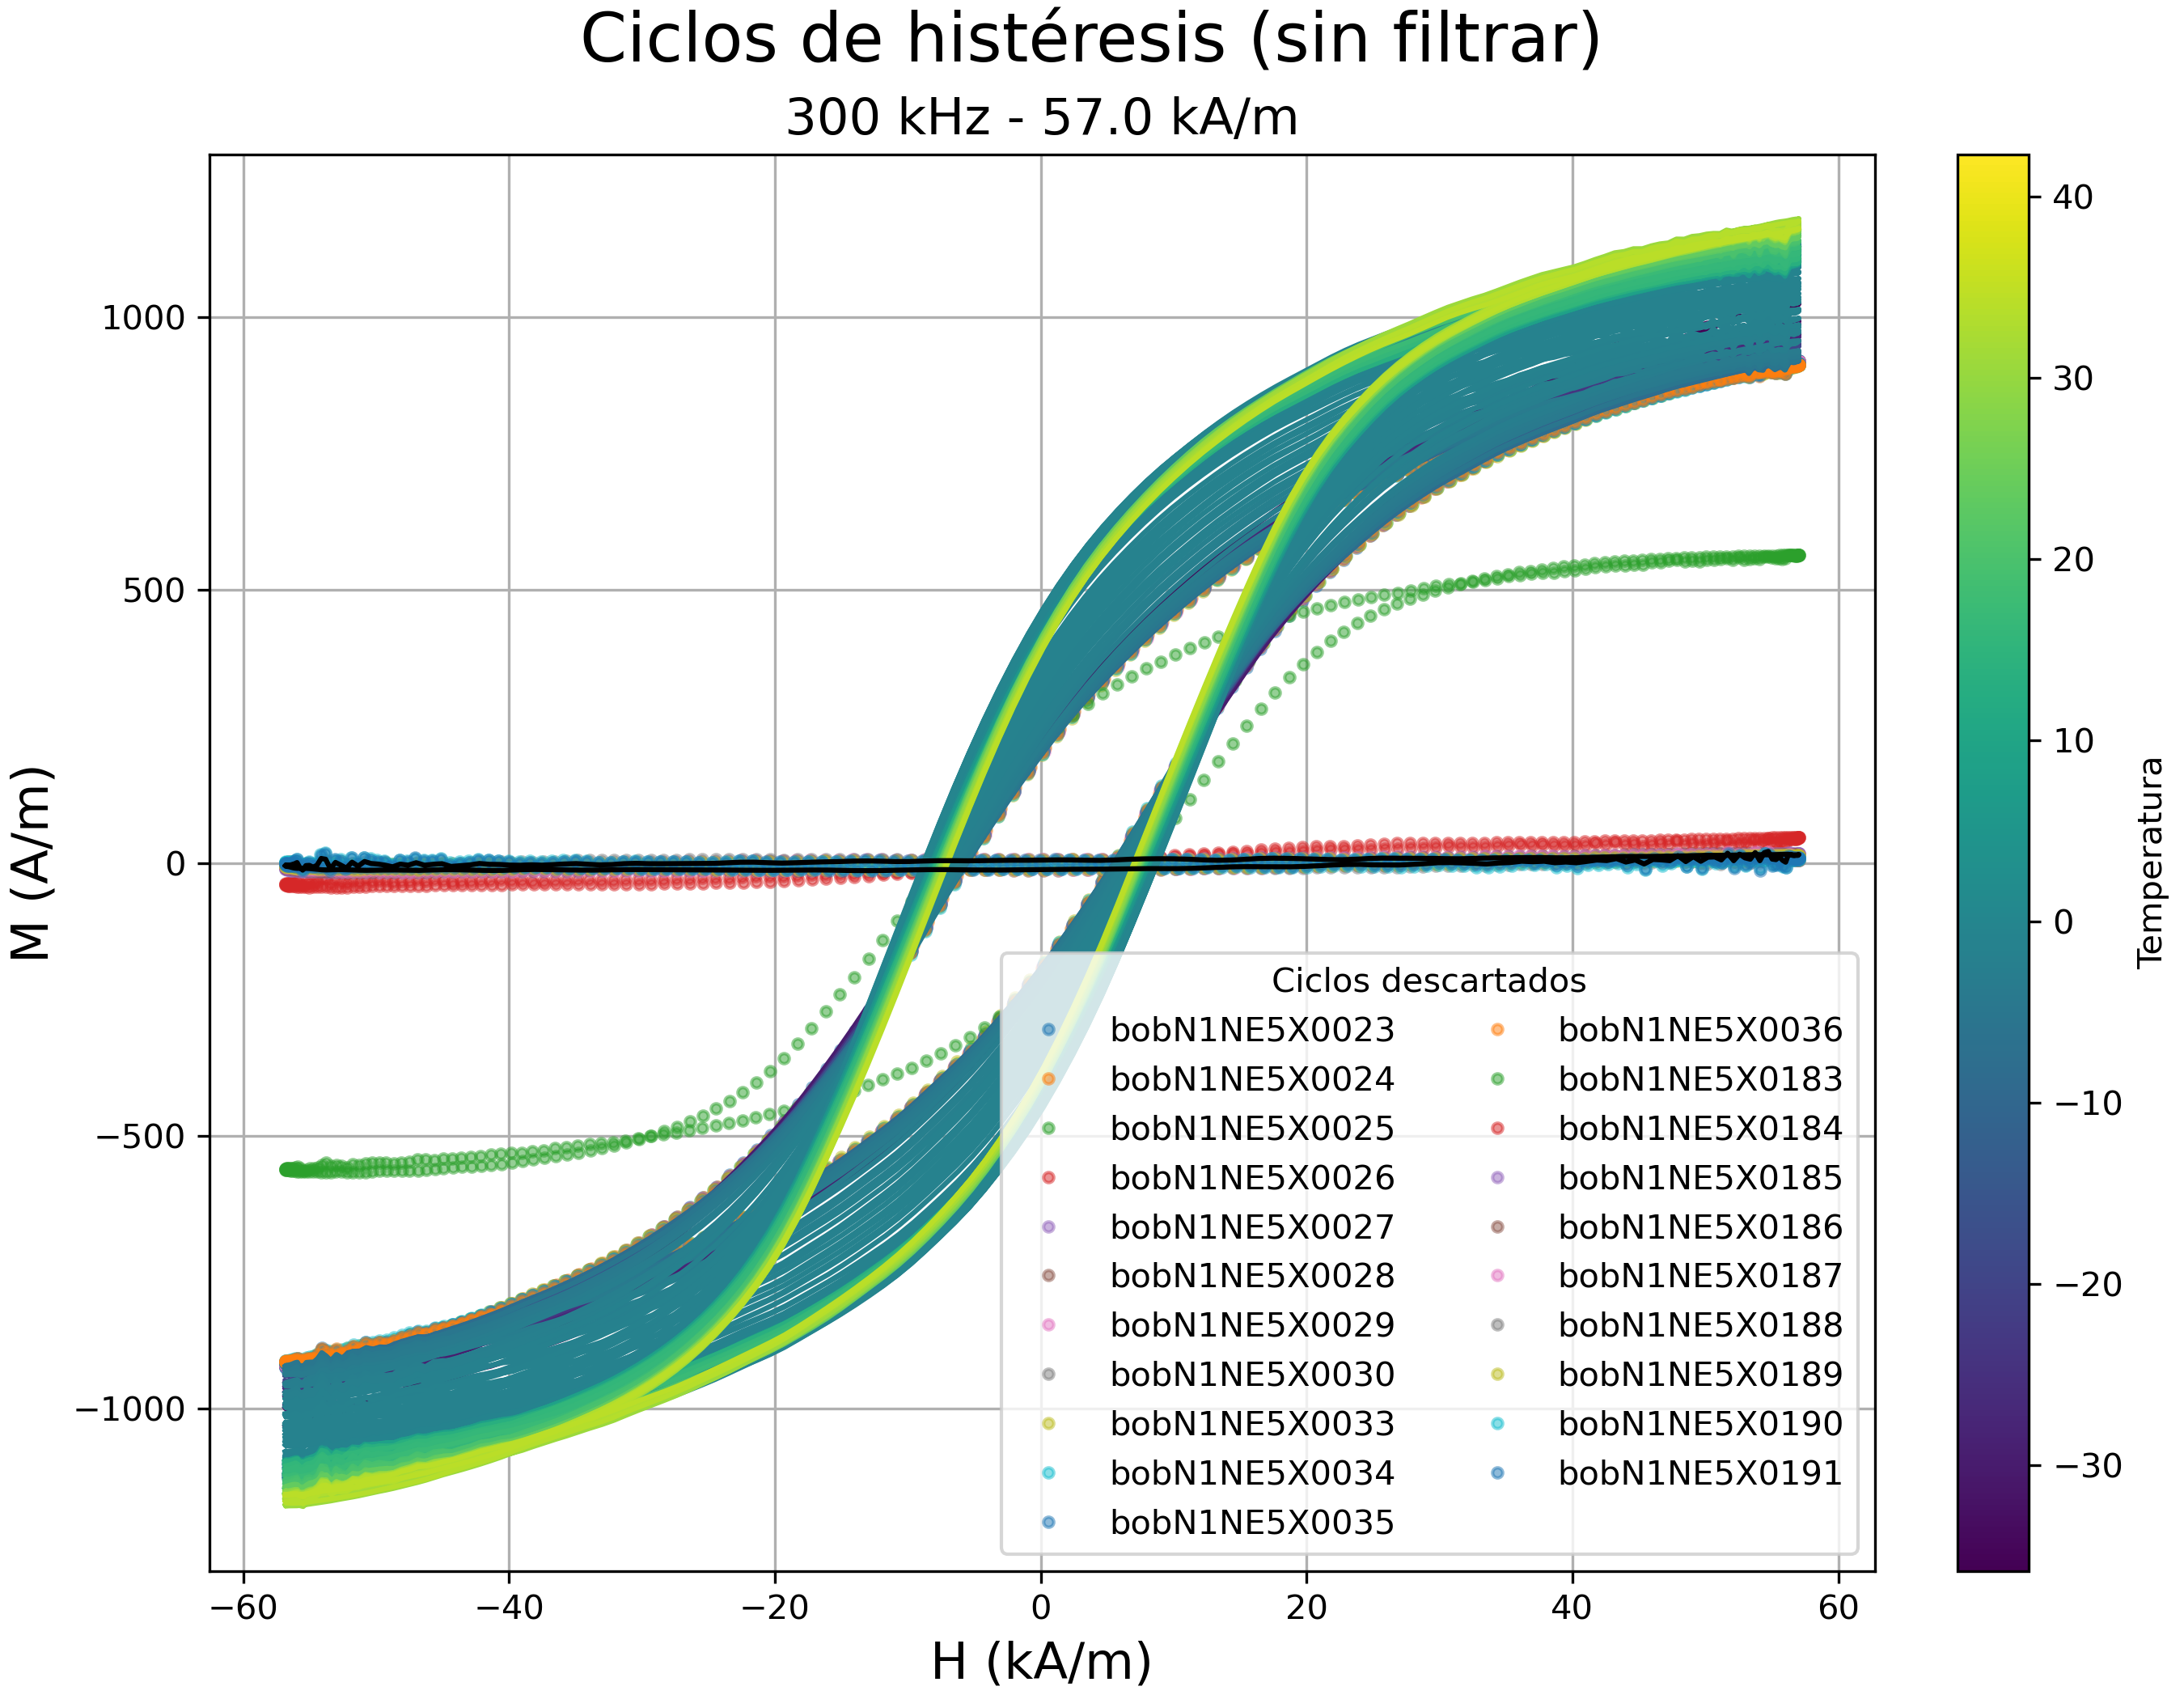 Ciclos de histéresis (sin filtrar)
300 kHz - 57.0 kA/m
M (A/m)
1000
500
0
−500
−1000
−60 −40 −20 0 20 40 60
H (kA/m)
Ciclos descartados
bobN1NE5X0023
bobN1NE5X0024
bobN1NE5X0025
bobN1NE5X0026
bobN1NE5X0027
bobN1NE5X0028
bobN1NE5X0029
bobN1NE5X0030
bobN1NE5X0033
bobN1NE5X0034
bobN1NE5X0035
bobN1NE5X0036
bobN1NE5X0183
bobN1NE5X0184
bobN1NE5X0185
bobN1NE5X0186
bobN1NE5X0187
bobN1NE5X0188
bobN1NE5X0189
bobN1NE5X0190
bobN1NE5X0191
40
30
20
10
0
−10
−20
−30
Temperatura